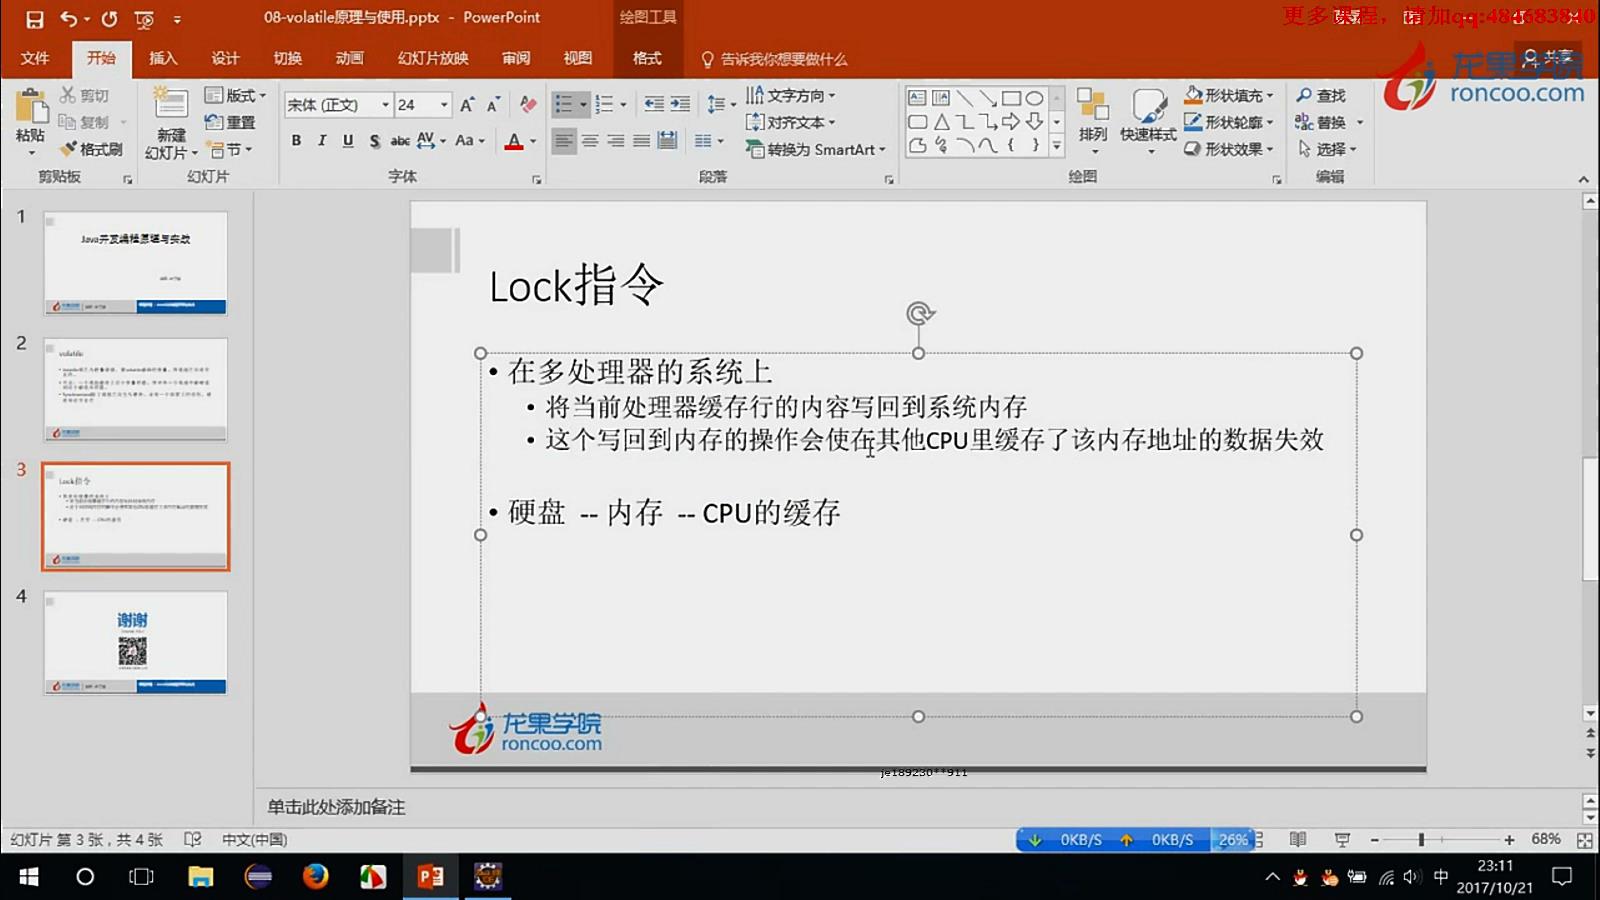 08-volatile原理与使用.pptx - PowerPoint
绘图工具
更多课程，请加qq:484683840
文件 开始 插入 设计 切换 动画 幻灯片放映 审阅 视图 格式 告诉我你想要做什么
共享
龙果学院
roncoo.com
粘贴
剪切
复制
格式刷
剪贴板
新建
幻灯片
版式
重置
节
幻灯片
宋体 (正文) 24
B I U S abc AV Aa A
字体
文字方向
对齐文本
转换为 SmartArt
段落
排列
快速样式
形状填充
形状轮廓
形状效果
绘图
查找
替换
选择
编辑
1
Java并发编程原理与实战
2
volatile
3
Lock指令
4
谢谢
Lock指令
• 在多处理器的系统上
• 将当前处理器缓存行的内容写回到系统内存
• 这个写回到内存的操作会使在其他CPU里缓存了该内存地址的数据失效
• 硬盘 -- 内存 -- CPU的缓存
龙果学院
roncoo.com
je189230**911
单击此处添加备注
幻灯片 第 3 张，共 4 张 中文(中国)
0KB/S 0KB/S 26%
68%
中
23:11
2017/10/21